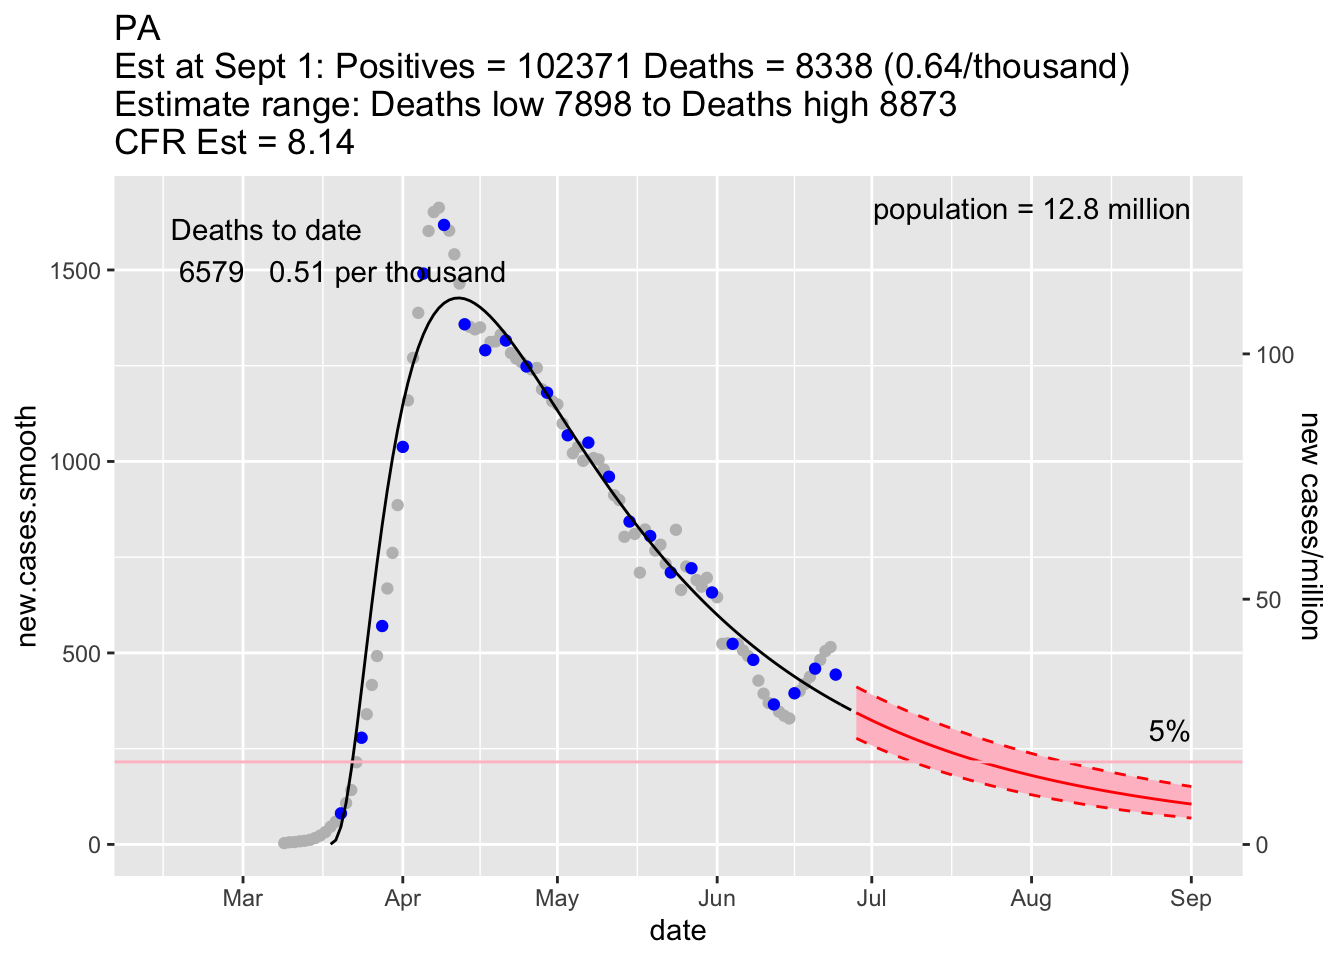 PA
Est at Sept 1: Positives = 102371 Deaths = 8338 (0.64/thousand)
Estimate range: Deaths low 7898 to Deaths high 8873
CFR Est = 8.14
Deaths to date
6579 0.51 per thousand
population = 12.8 million
5%
1500
1000
500
0
new.cases.smooth
100
50
0
new cases/million
Mar Apr May Jun Jul Aug Sep
date